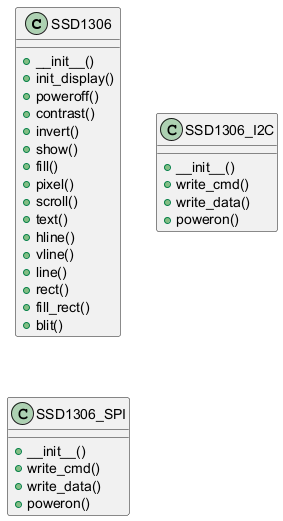 C SSD1306
__init__()
init_display()
poweroff()
contrast()
invert()
show()
fill()
pixel()
scroll()
text()
hline()
vline()
line()
rect()
fill_rect()
blit()
C SSD1306_I2C
__init__()
write_cmd()
write_data()
poweron()
C SSD1306_SPI
__init__()
write_cmd()
write_data()
poweron()